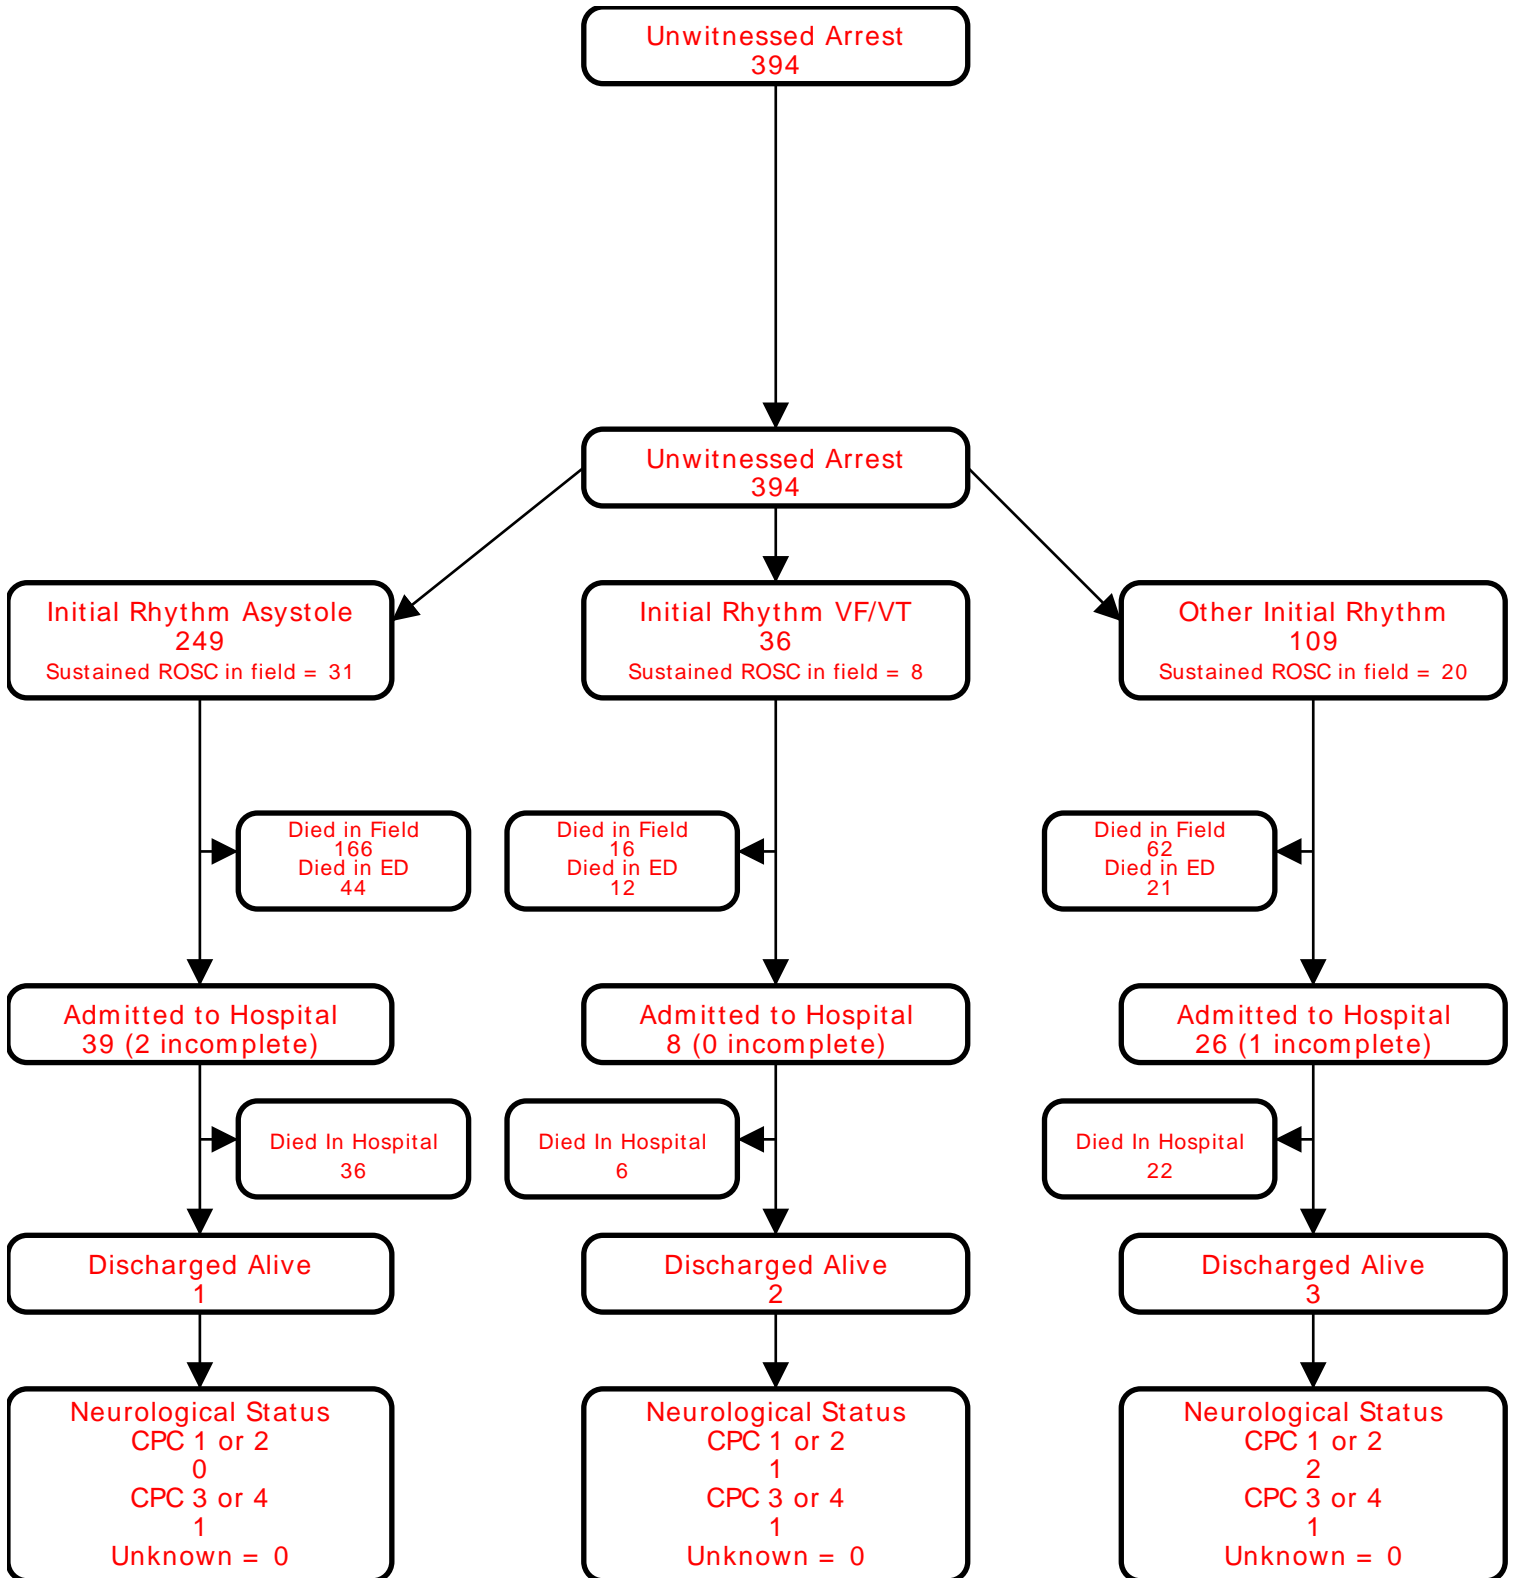 Unwitnessed Arrest
394
Unwitnessed Arrest
394
Initial Rhythm Asystole
249
Sustained ROSC in field = 31
Initial Rhythm VF/VT
36
Sustained ROSC in field = 8
Other Initial Rhythm
109
Sustained ROSC in field = 20
Died in Field
166
Died in ED
44
Died in Field
16
Died in ED
12
Died in Field
62
Died in ED
21
Admitted to Hospital
39 (2 incomplete)
Admitted to Hospital
8 (0 incomplete)
Admitted to Hospital
26 (1 incomplete)
Died In Hospital
36
Died In Hospital
6
Died In Hospital
22
Discharged Alive
1
Discharged Alive
2
Discharged Alive
3
Neurological Status
CPC 1 or 2
0
CPC 3 or 4
1
Unknown = 0
Neurological Status
CPC 1 or 2
1
CPC 3 or 4
1
Unknown = 0
Neurological Status
CPC 1 or 2
2
CPC 3 or 4
1
Unknown = 0